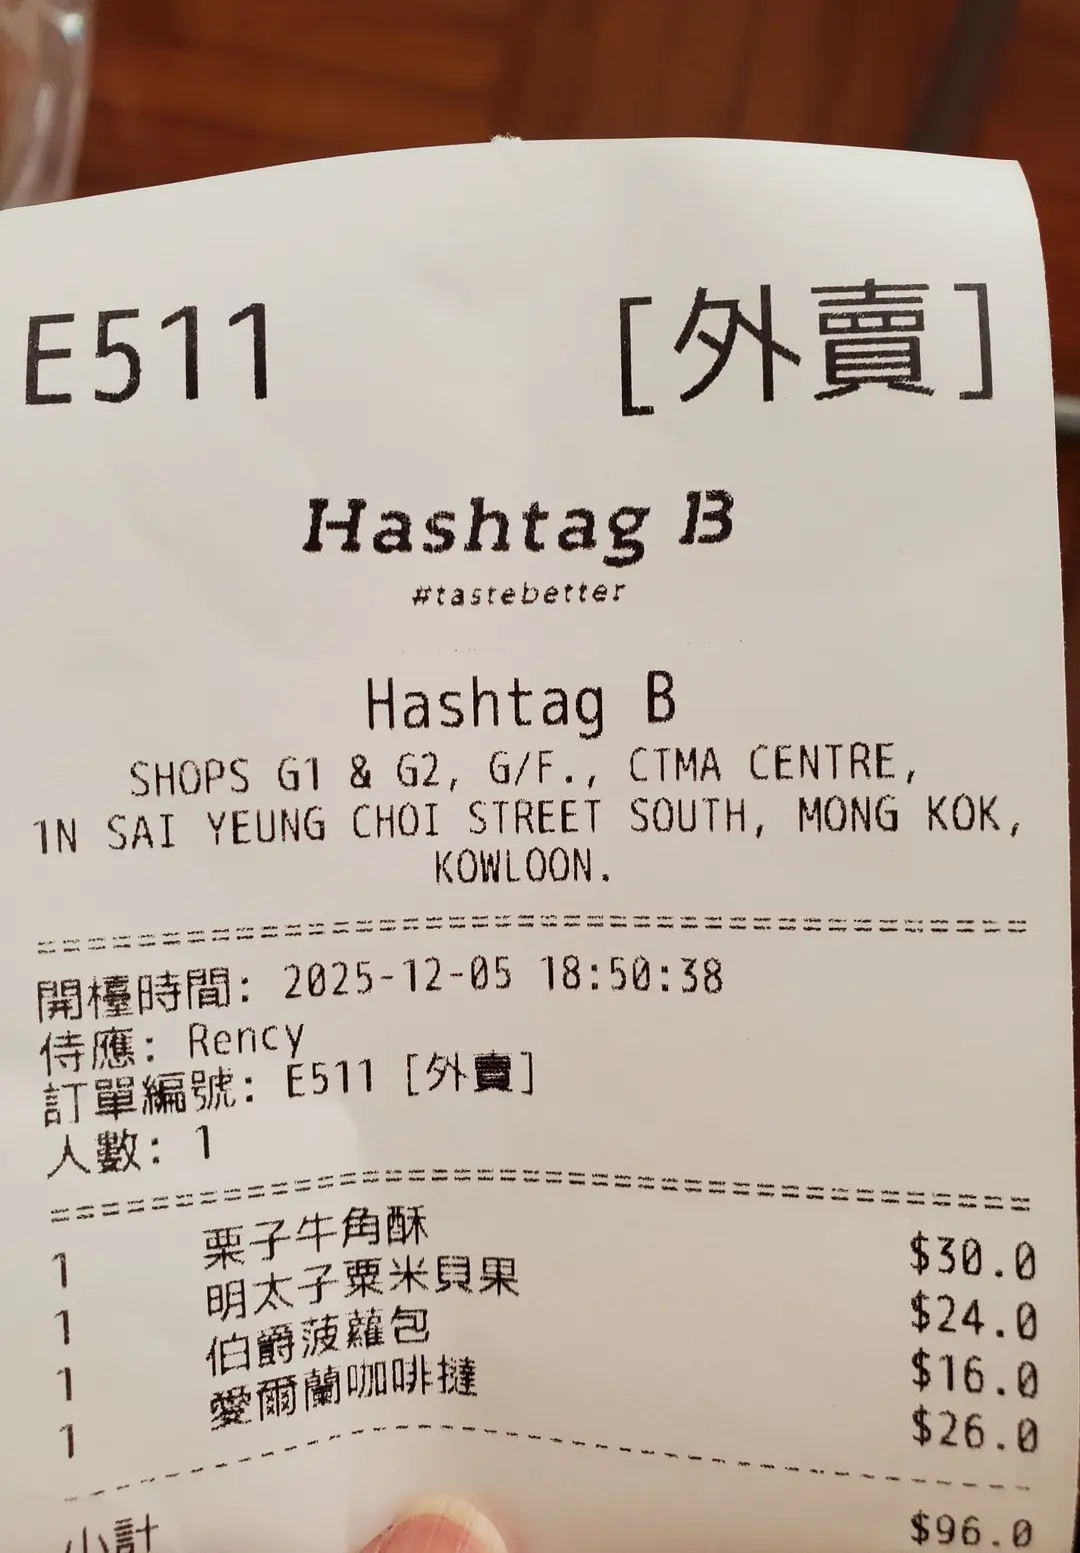 E511 [外賣]
Hashtag B
#tastebetter
Hashtag B
SHOPS G1 & G2, G/F., CTMA CENTRE,
1N SAI YEUNG CHOI STREET SOUTH, MONG KOK,
KOWLOON.
開檯時間: 2025-12-05 18:50:38
侍應: Rency
訂單編號: E511 [外賣]
人數: 1
1 栗子牛角酥 $30.0
1 明太子粟米貝果 $24.0
1 伯爵菠蘿包 $16.0
1 愛爾蘭咖啡撻 $26.0
小計 $96.0